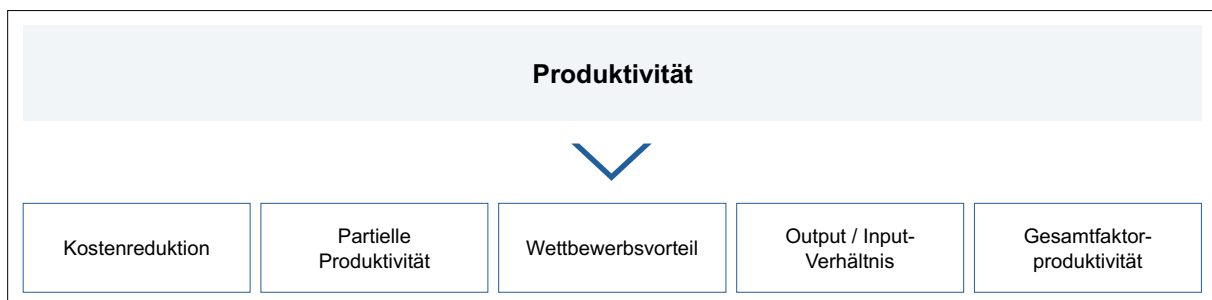 Produktivität
Kostenreduktion
Partielle
Produktivität
Wettbewerbsvorteil
Output / Input-
Verhältnis
Gesamtfaktor-
produktivität